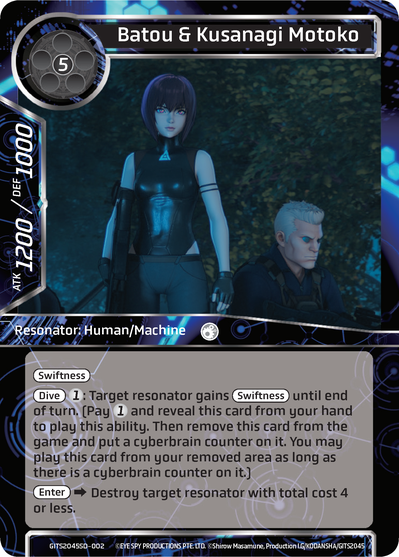 Batou & Kusanagi Motoko
5
ATK 1200 / DEF 1000
Resonator: Human/Machine
Swiftness
Dive 1: Target resonator gains Swiftness until end
of turn. (Pay 1 and reveal this card from your hand
to play this ability. Then remove this card from the
game and put a cyberbrain counter on it. You may
play this card from your removed area as long as
there is a cyberbrain counter on it.)
Enter ➡ Destroy target resonator with total cost 4
or less.
GITS2045SD-002 ©EYE SPY PRODUCTIONS PTE. LTD. ©Shirow Masamune, Production I.G/KODANSHA/GITS2045